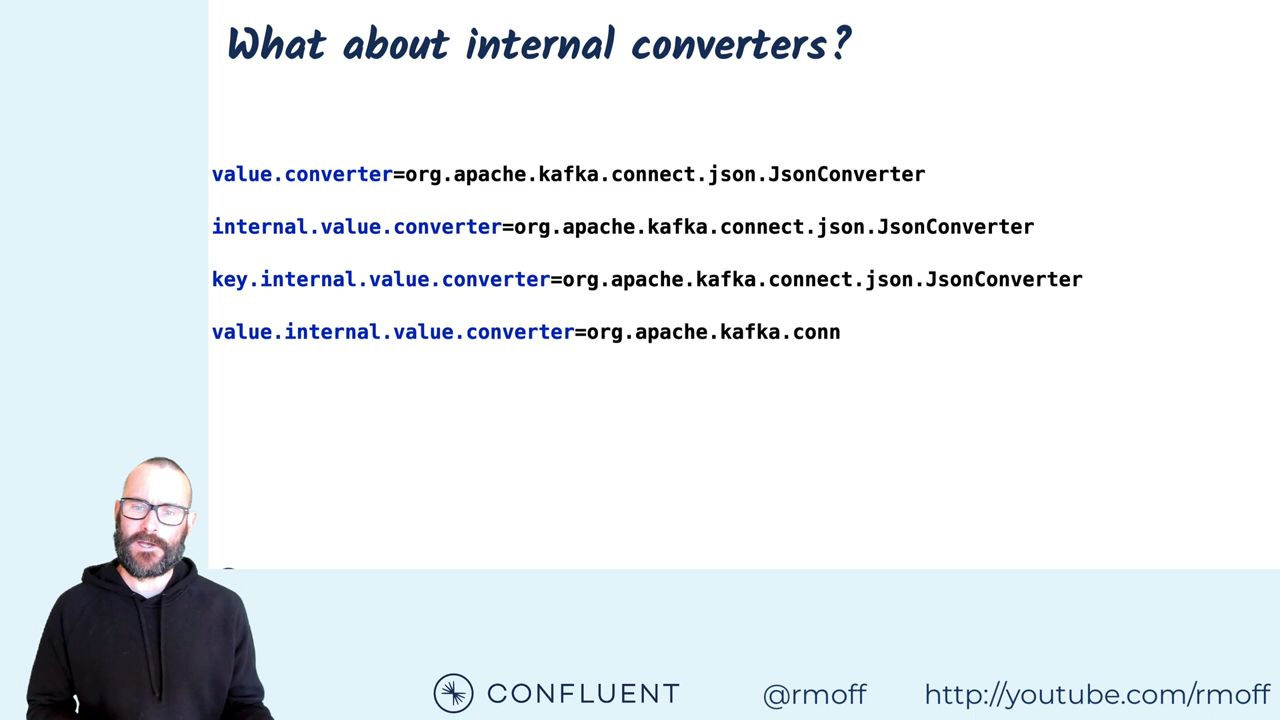 What about internal converters?
value.converter=org.apache.kafka.connect.json.JsonConverter
internal.value.converter=org.apache.kafka.connect.json.JsonConverter
key.internal.value.converter=org.apache.kafka.connect.json.JsonConverter
value.internal.value.converter=org.apache.kafka.conn
CONFLUENT
@rmoff
http://youtube.com/rmoff